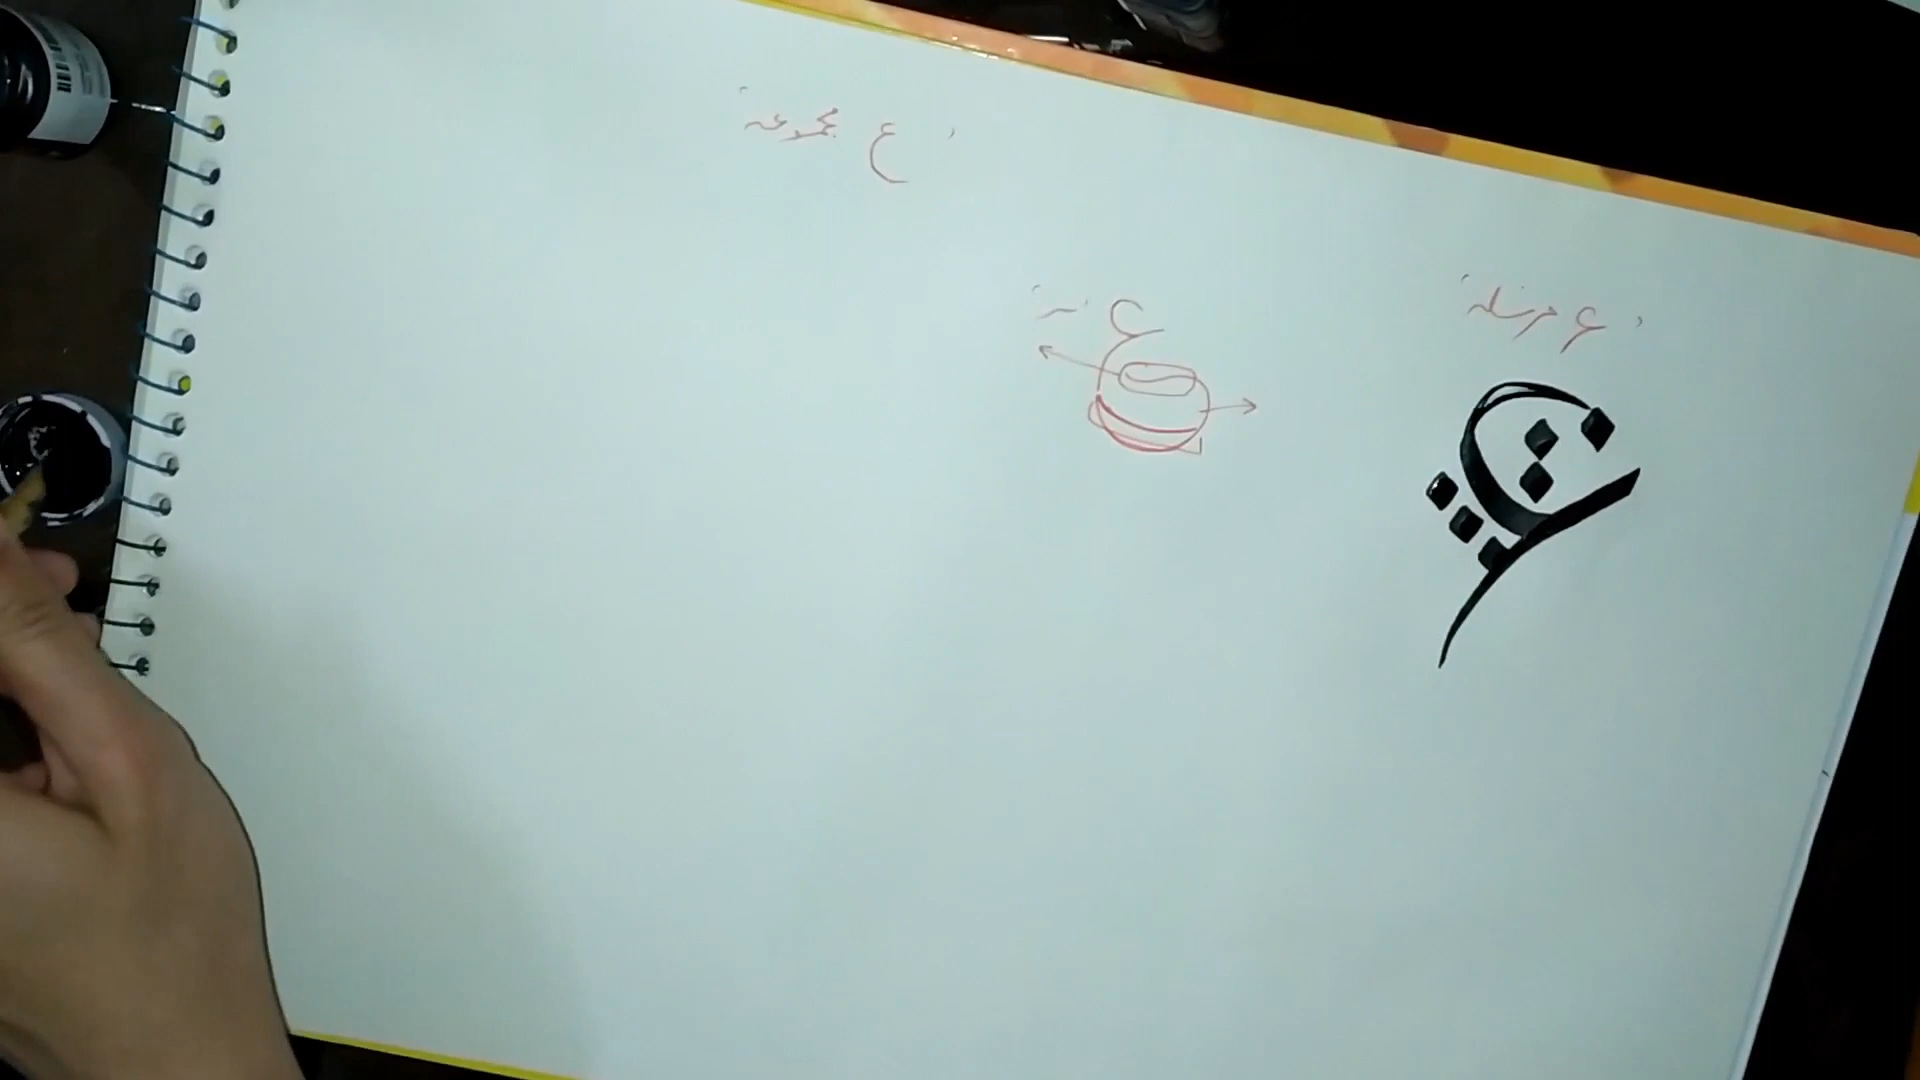 ع مرسلة
ع مجموعة
ع
ع